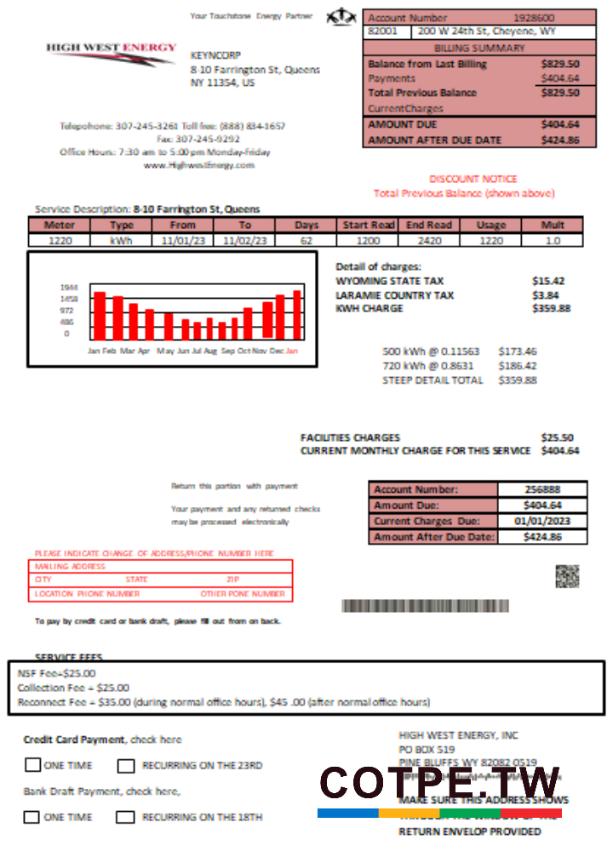 Your Touchstone Energy Partner
HIGH WEST ENERGY
KEYNCORP
8-10 Farrington St, Queens
NY 11354, US
Account Number 1928600
82001 200 W 24th St, Cheyene, WY
BILLING SUMMARY
Balance from Last Billing $829.50
Payments $404.64
Total Previous Balance $829.50
CurrentCharges
AMOUNT DUE $404.64
AMOUNT AFTER DUE DATE $424.86
Telephohone: 307-245-3261 Toll free: (888) 834-1657
Fax: 307-245-9292
Office Hours: 7:30 am to 5:00 pm Monday-Friday
www.HighwestEnergy.com
DISCOUNT NOTICE
Total Previous Balance (shown above)
Service Description: 8-10 Farrington St, Queens
Meter Type From To Days Start Read End Read Usage Mult
1220 kWh 11/01/23 11/02/23 62 1200 2420 1220 1.0
1944
1458
972
486
0
Jan Feb Mar Apr May Jun Jul Aug Sep Oct Nov Dec Jan
Detail of charges:
WYOMING STATE TAX $15.42
LARAMIE COUNTRY TAX $3.84
KWH CHARGE $359.88
500 kWh @ 0.11563 $173.46
720 kWh @ 0.8631 $186.42
STEEP DETAIL TOTAL $359.88
FACILITIES CHARGES $25.50
CURRENT MONTHLY CHARGE FOR THIS SERVICE $404.64
Return this portion with payment
Your payment and any returned checks
may be processed electronically
Account Number: 256888
Amount Due: $404.64
Current Charges Due: 01/01/2023
Amount After Due Date: $424.86
PLEASE INDICATE CHANGE OF ADDRESS/PHONE NUMBER HERE
MAILING ADDRESS
CITY STATE ZIP
LOCATION PHONE NUMBER OTHER PONE NUMBER
To pay by credit card or bank draft, please fill out from on back.
SERVICE FEES
NSF Fee=$25.00
Collection Fee = $25.00
Reconnect Fee = $35.00 (during normal office hours), $45 .00 (after normal office hours)
Credit Card Payment, check here
ONE TIME RECURRING ON THE 23RD
Bank Draft Payment, check here,
ONE TIME RECURRING ON THE 18TH
HIGH WEST ENERGY, INC
PO BOX 519
PINE BLUFFS WY 82082 0519
COTPE.TW
MAKE SURE THIS ADDRESS SHOWS
RETURN ENVELOP PROVIDED